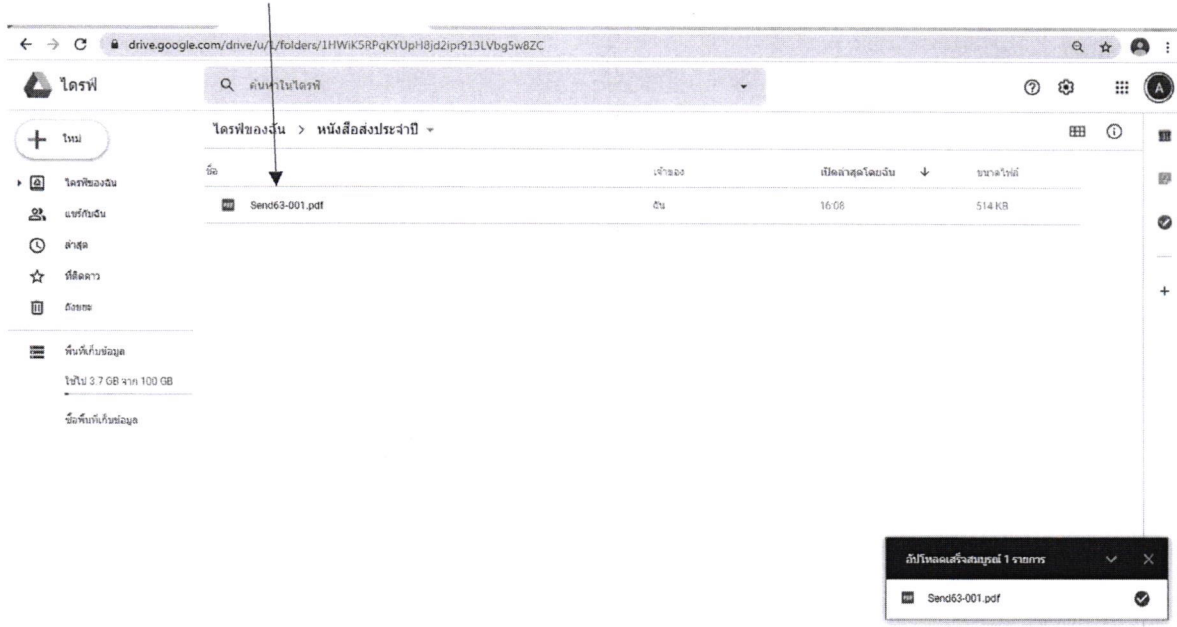 drive.google.com/drive/u/1/folders/1HWiK5RPqKYUpH8jd2ipr913LVbg5w8ZC
ไดรฟ์
ค้นหาในไดรฟ์
A
ใหม่
ไดรฟ์ของฉัน > หนังสือส่งประจำปี
ชื่อ เจ้าของ เปิดล่าสุดโดยฉัน ขนาดไฟล์
Send63-001.pdf ฉัน 16:08 514 KB
ไดรฟ์ของฉัน
แชร์กับฉัน
ล่าสุด
ที่ติดดาว
ถังขยะ
พื้นที่เก็บข้อมูล
ใช้ไป 3.7 GB จาก 100 GB
ซื้อพื้นที่เก็บข้อมูล
อัปโหลดเสร็จสมบูรณ์ 1 รายการ
Send63-001.pdf